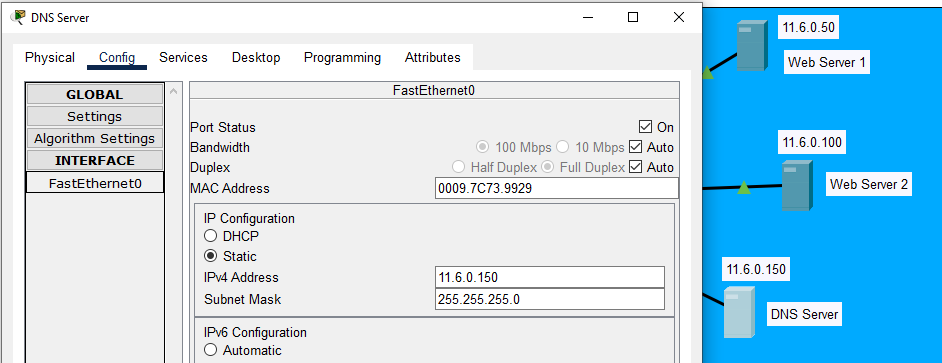 DNS Server
Physical Config Services Desktop Programming Attributes
GLOBAL
Settings
Algorithm Settings
INTERFACE
FastEthernet0
FastEthernet0
Port Status On
Bandwidth 100 Mbps 10 Mbps Auto
Duplex Half Duplex Full Duplex Auto
MAC Address 0009.7C73.9929
IP Configuration
DHCP
Static
IPv4 Address 11.6.0.150
Subnet Mask 255.255.255.0
IPv6 Configuration
Automatic
11.6.0.50
Web Server 1
11.6.0.100
Web Server 2
11.6.0.150
DNS Server